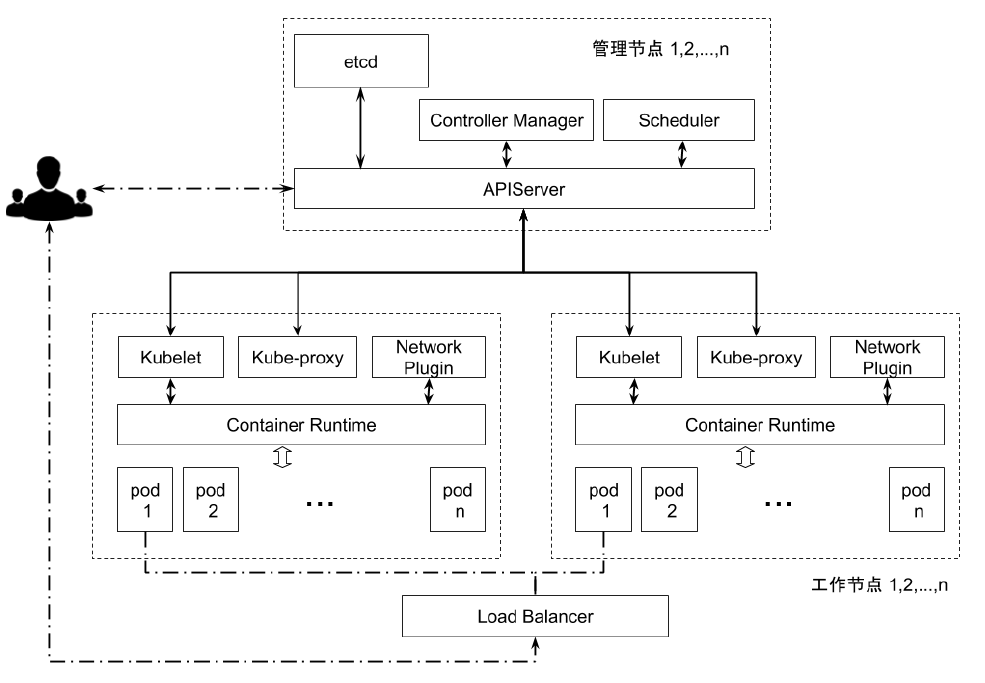 管理节点 1,2,...,n
etcd
Controller Manager
Scheduler
APIServer
Kubelet
Kube-proxy
Network
Plugin
Container Runtime
pod
1
pod
2
...
pod
n
Kubelet
Kube-proxy
Network
Plugin
Container Runtime
pod
1
pod
2
...
pod
n
工作节点 1,2,...,n
Load Balancer